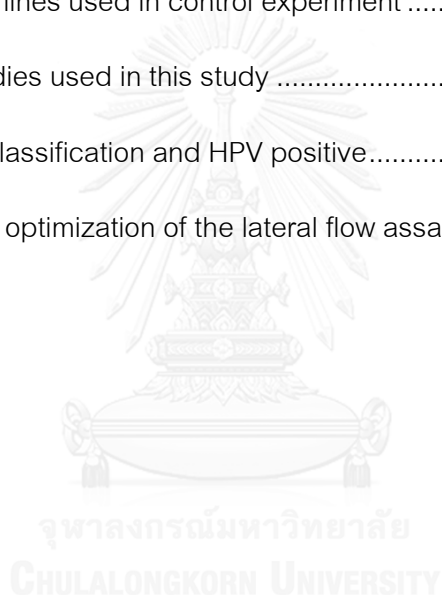 lines used in control experiment .....
dies used in this study ......................
lassification and HPV positive..........
optimization of the lateral flow assa
จุฬาลงกรณ์มหาวิทยาลัย
CHULALONGKORN UNIVERSITY